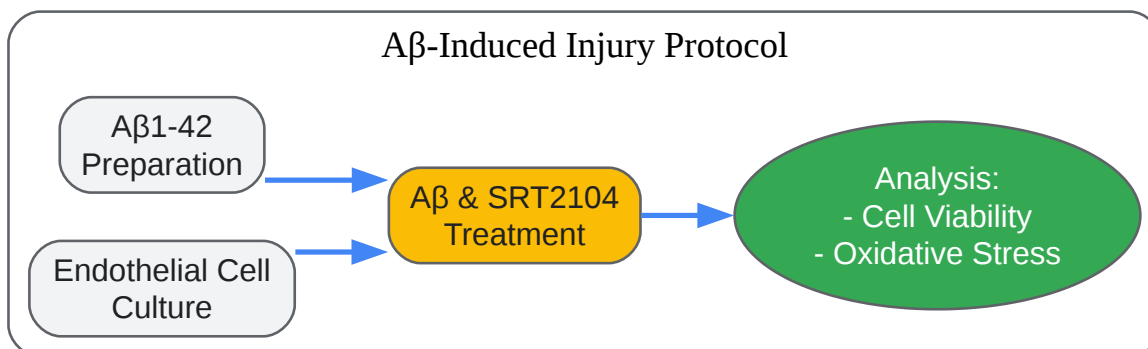 Aβ-Induced Injury Protocol
Aβ1-42
Preparation
Endothelial Cell
Culture
Aβ & SRT2104
Treatment
Analysis:
- Cell Viability
- Oxidative Stress